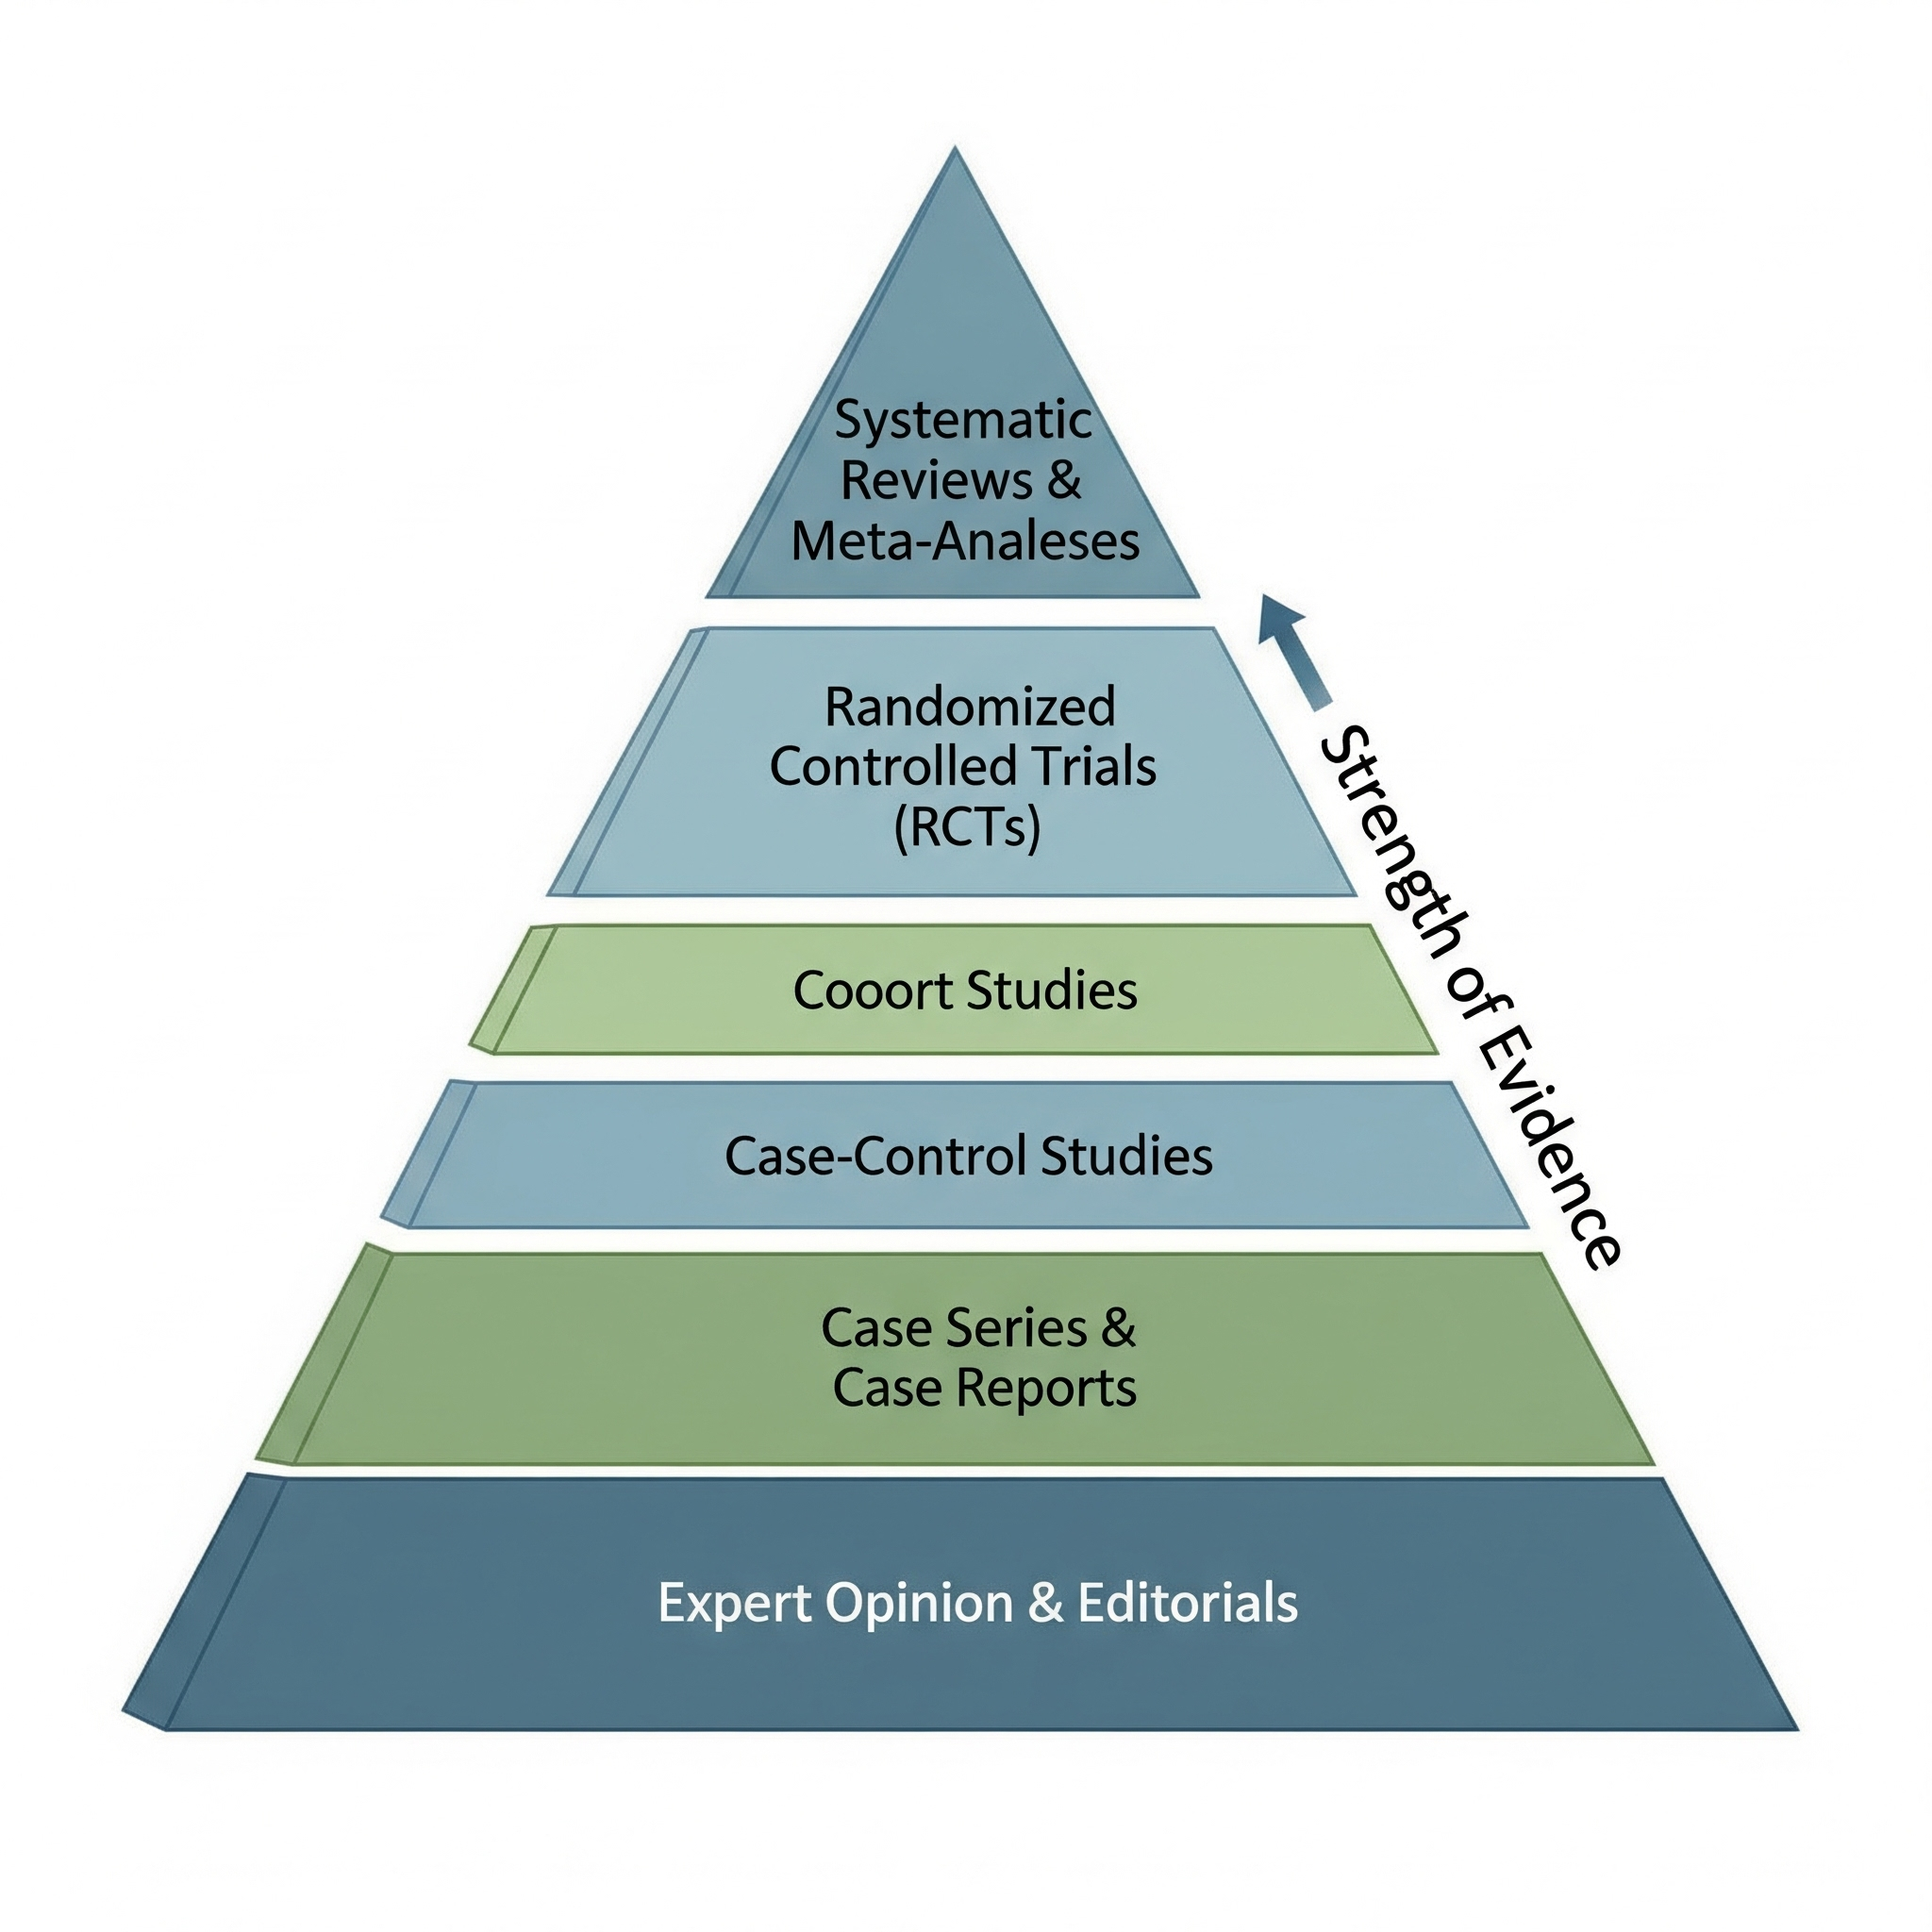 Systematic
Reviews &
Meta-Analeses
Randomized
Controlled Trials
(RCTs)
Cooort Studies
Case-Control Studies
Case Series &
Case Reports
Expert Opinion & Editorials
Strength of Evidence